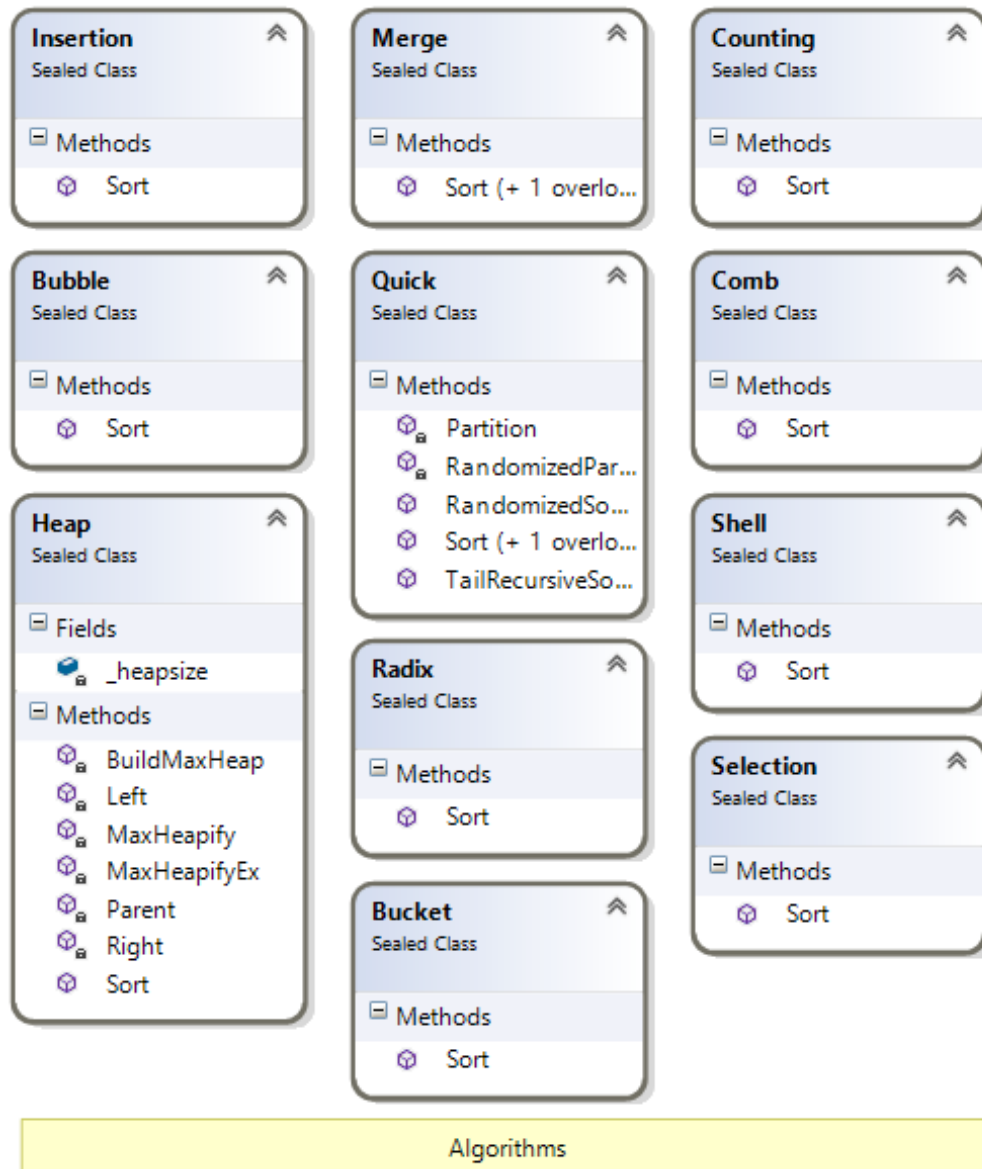 Insertion
Sealed Class
Methods
Sort
Bubble
Sealed Class
Methods
Sort
Heap
Sealed Class
Fields
_heapsize
Methods
BuildMaxHeap
Left
MaxHeapify
MaxHeapifyEx
Parent
Right
Sort
Merge
Sealed Class
Methods
Sort (+ 1 overlo...
Quick
Sealed Class
Methods
Partition
RandomizedPar...
RandomizedSo...
Sort (+ 1 overlo...
TailRecursiveSo...
Radix
Sealed Class
Methods
Sort
Bucket
Sealed Class
Methods
Sort
Counting
Sealed Class
Methods
Sort
Comb
Sealed Class
Methods
Sort
Shell
Sealed Class
Methods
Sort
Selection
Sealed Class
Methods
Sort
Algorithms